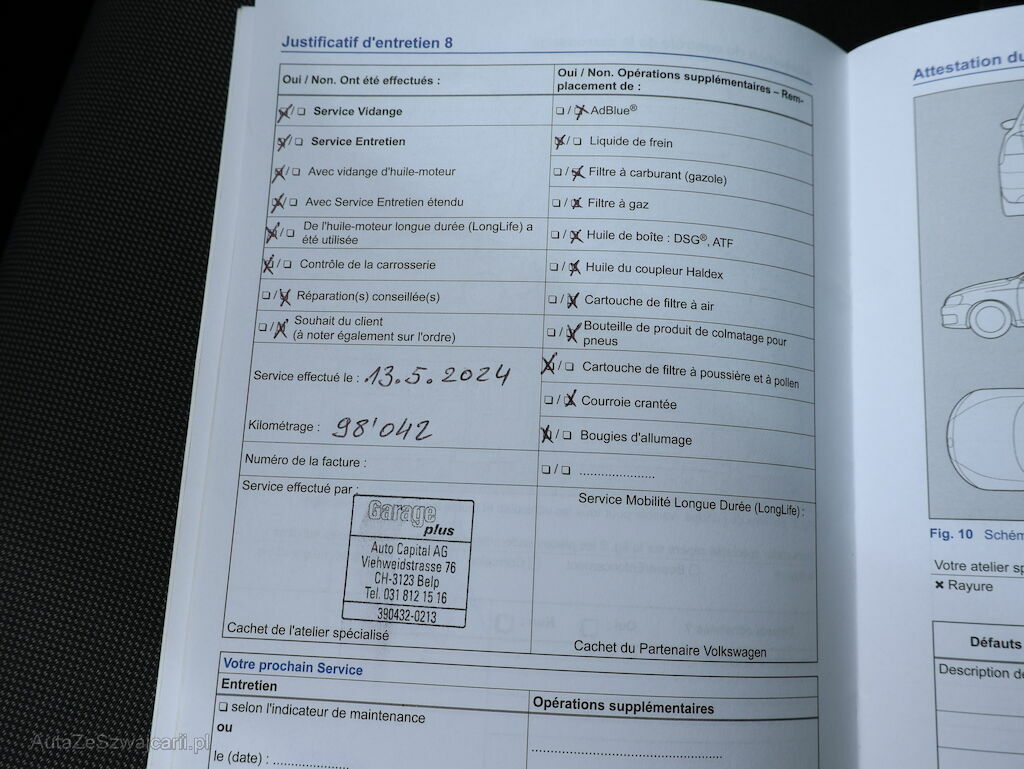 Justificatif d'entretien 8
Oui / Non. Ont été effectués :
☒/☐ Service Vidange
☒/☐ Service Entretien
☒/☐ Avec vidange d'huile-moteur
☒/☐ Avec Service Entretien étendu
☒/☐ De l'huile-moteur longue durée (LongLife) a
été utilisée
☒/☐ Contrôle de la carrosserie
☐/☒ Réparation(s) conseillée(s)
☐/☒ Souhait du client
(à noter également sur l'ordre)
Service effectué le : 13.5.2024
Kilométrage : 98'042
Numéro de la facture :
Service effectué par :
Garage
plus
Auto Capital AG
Viehweidstrasse 76
CH-3123 Belp
Tel. 031 812 15 16
390432-0213
Cachet de l'atelier spécialisé
Oui / Non. Opérations supplémentaires – Rem-
placement de :
☐/☒ AdBlue®
☒/☐ Liquide de frein
☐/☒ Filtre à carburant (gazole)
☐/☒ Filtre à gaz
☐/☒ Huile de boîte : DSG®, ATF
☐/☒ Huile du coupleur Haldex
☐/☒ Cartouche de filtre à air
☐/☒ Bouteille de produit de colmatage pour
pneus
☒/☐ Cartouche de filtre à poussière et à pollen
☐/☒ Courroie crantée
☒/☐ Bougies d'allumage
☐/☐ ......................
Service Mobilité Longue Durée (LongLife) :
Cachet du Partenaire Volkswagen
Votre prochain Service
Entretien
☐ selon l'indicateur de maintenance
ou
le (date) : ......................
Opérations supplémentaires
Attestation du
Fig. 10 Schém
Votre atelier sp
✖ Rayure
Défauts
Description de
AutaZeSzwajcarii.pl